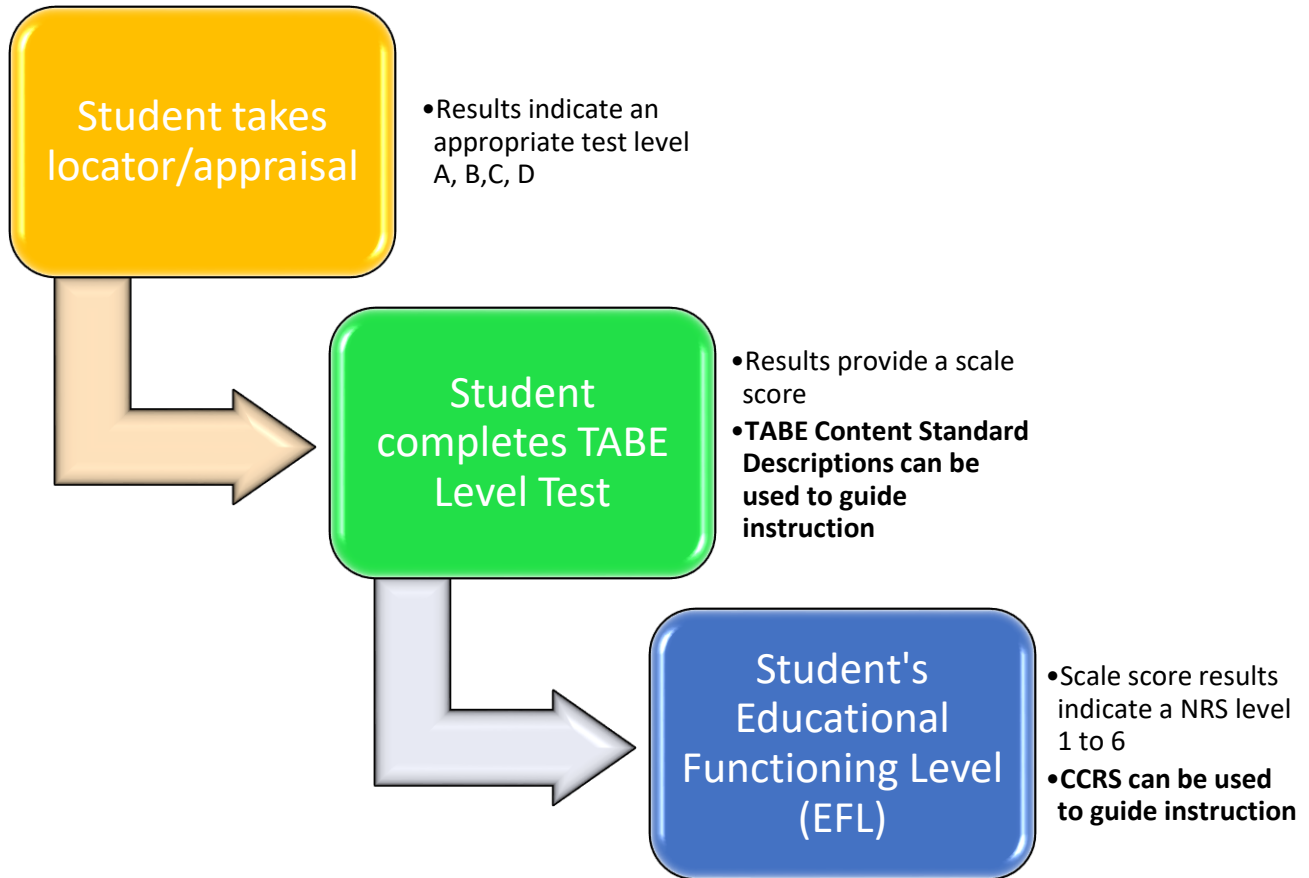 Student takes
locator/appraisal
•Results indicate an
appropriate test level
A, B,C, D
Student
completes TABE
Level Test
•Results provide a scale
score
•TABE Content Standard
Descriptions can be
used to guide
instruction
Student's
Educational
Functioning Level
(EFL)
•Scale score results
indicate a NRS level
1 to 6
•CCRS can be used
to guide instruction